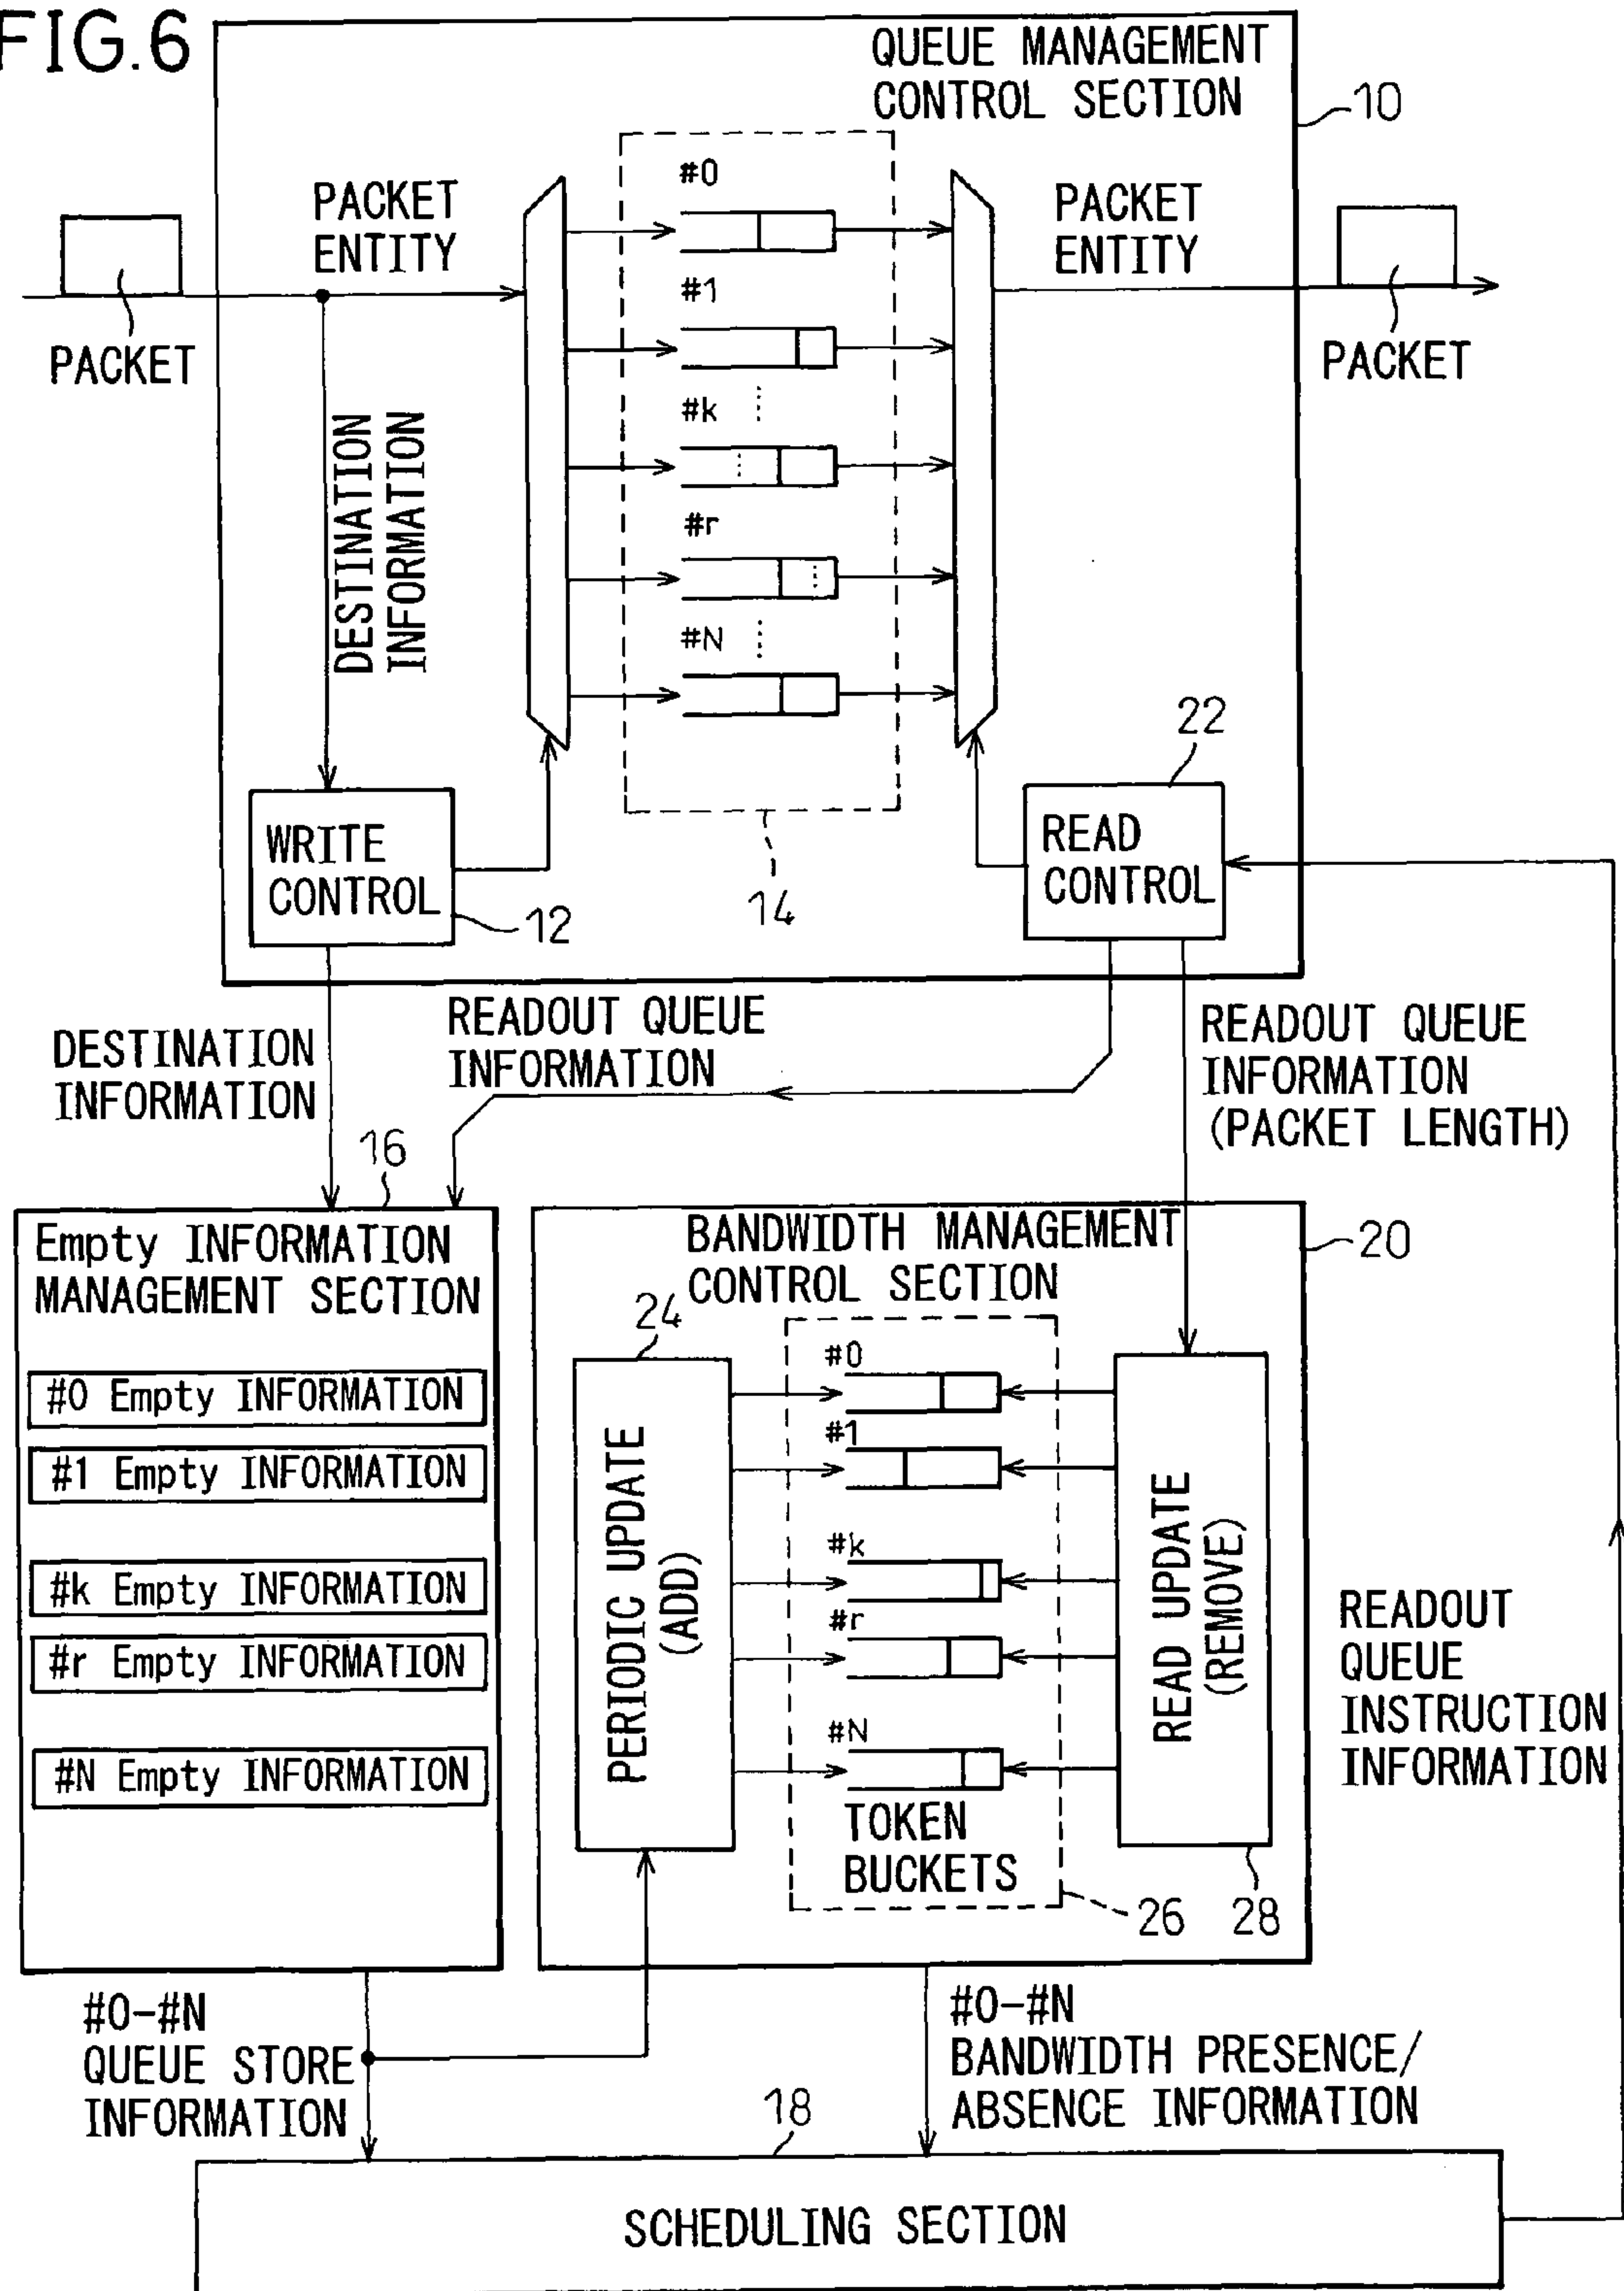 FIG.6
QUEUE MANAGEMENT
CONTROL SECTION
10
PACKET
ENTITY
PACKET
DESTINATION
INFORMATION
#0
#1
#k
#r
#N
14
PACKET
ENTITY
PACKET
WRITE
CONTROL
12
22
READ
CONTROL
DESTINATION
INFORMATION
READOUT QUEUE
INFORMATION
READOUT QUEUE
INFORMATION
(PACKET LENGTH)
16
Empty INFORMATION
MANAGEMENT SECTION
#0 Empty INFORMATION
#1 Empty INFORMATION
#k Empty INFORMATION
#r Empty INFORMATION
#N Empty INFORMATION
BANDWIDTH MANAGEMENT
CONTROL SECTION
20
24
PERIODIC UPDATE
(ADD)
#0
#1
#k
#r
#N
TOKEN
BUCKETS
26
READ UPDATE
(REMOVE)
28
READOUT
QUEUE
INSTRUCTION
INFORMATION
#0-#N
QUEUE STORE
INFORMATION
#0-#N
BANDWIDTH PRESENCE/
ABSENCE INFORMATION
18
SCHEDULING SECTION